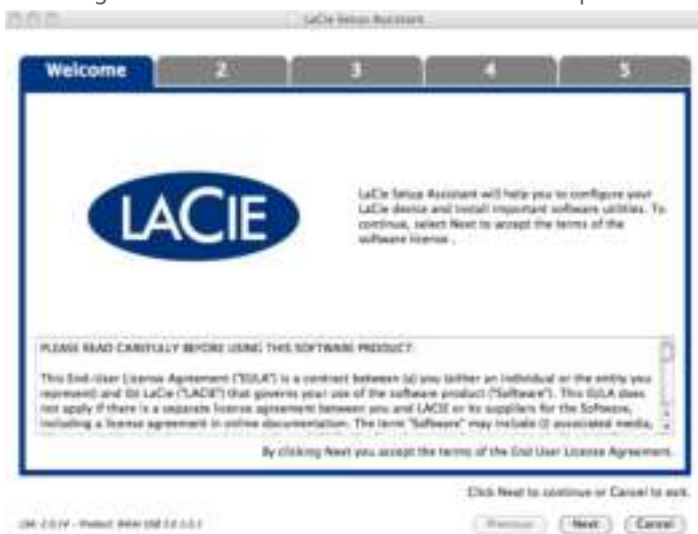 LaCie Setup Assistant
Welcome 2 3 4 5
LACIE
LaCie Setup Assistant will help you to configure your
LaCie device and install important software utilities. To
continue, select Next to accept the terms of the
software license .
PLEASE READ CAREFULLY BEFORE USING THIS SOFTWARE PRODUCT:
This End-User License Agreement ("EULA") is a contract between (a) you (either an individual or the entity you
represent) and (b) LaCie ("LACIE") that governs your use of the software product ("Software"). This EULA does
not apply if there is a separate license agreement between you and LACIE or its suppliers for the Software,
including a license agreement in online documentation. The term "Software" may include (i) associated media,
By clicking Next you accept the terms of the End User License Agreement.
Click Next to continue or Cancel to exit.
Product:
Previous Next Cancel